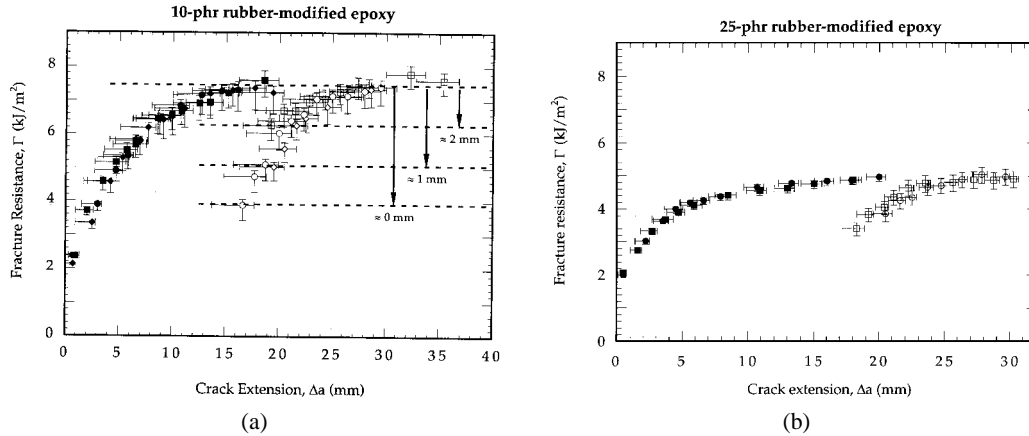 10-phr rubber-modified epoxy
Fracture Resistance, Γ (kJ/m²)
8
6
4
2
0
≈ 2 mm
≈ 1 mm
≈ 0 mm
0 5 10 15 20 25 30 35 40
Crack Extension, Δa (mm)
(a)
25-phr rubber-modified epoxy
Fracture resistance, Γ (kJ/m²)
8
6
4
2
0
0 5 10 15 20 25 30
Crack extension, Δa (mm)
(b)